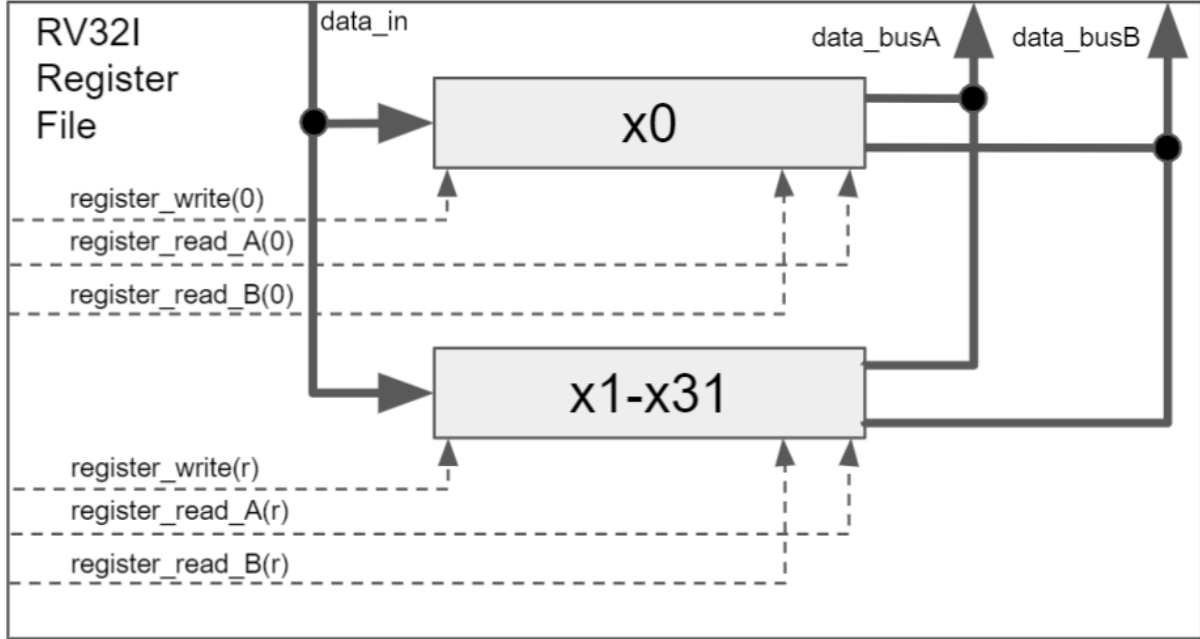 RV32I
Register
File
data_in
data_busA
data_busB
x0
register_write(0)
register_read_A(0)
register_read_B(0)
x1-x31
register_write(r)
register_read_A(r)
register_read_B(r)